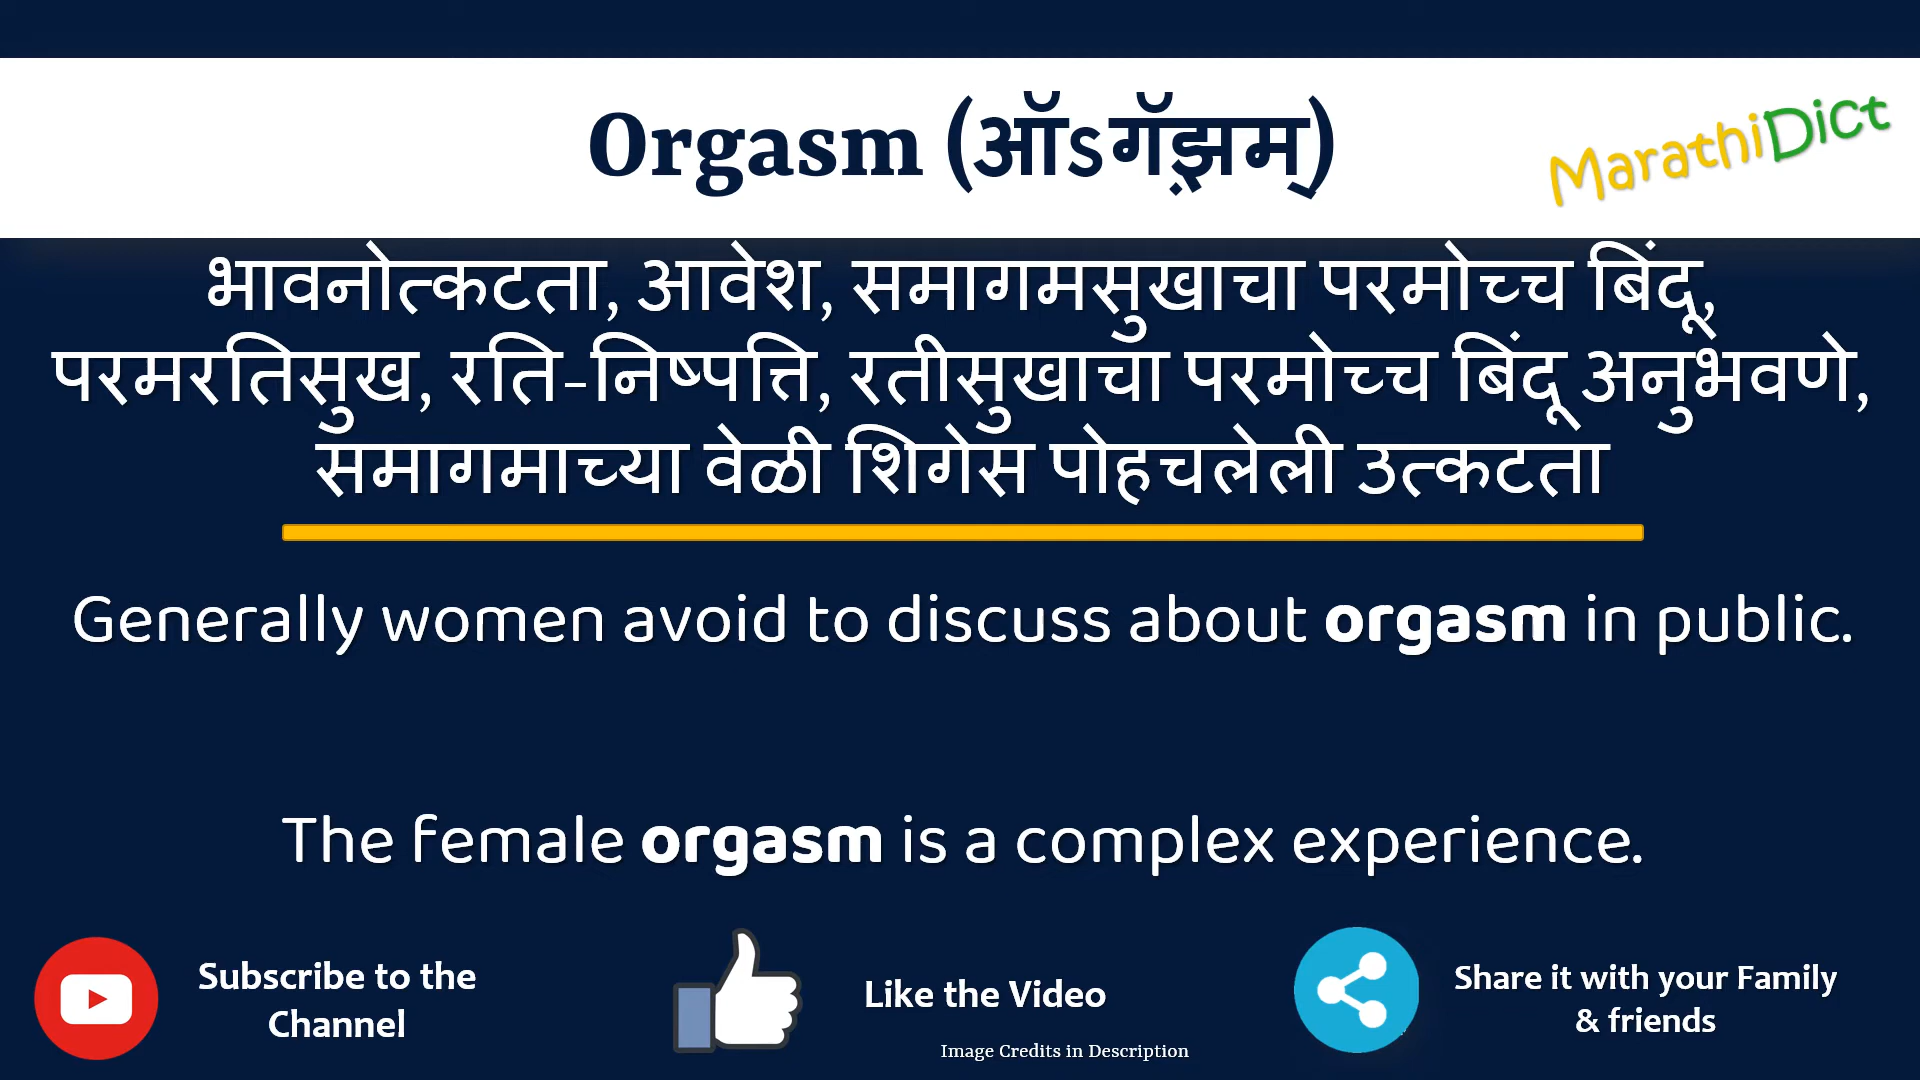 Orgasm (ऑऽगॅझ़म्)
MarathiDict
भावनोत्कटता, आवेश, समागमसुखाचा परमोच्च बिंदू,
परमरतिसुख, रति-निष्पत्ति, रतीसुखाचा परमोच्च बिंदू अनुभवणे,
समागमाच्या वेळी शिगेस पोहचलेली उत्कटता
Generally women avoid to discuss about orgasm in public.
The female orgasm is a complex experience.
Subscribe to the
Channel
Like the Video
Share it with your Family
& friends
Image Credits in Description